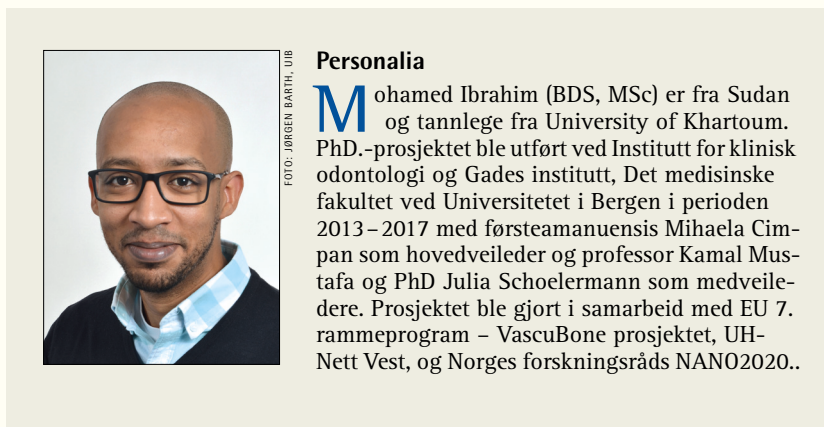 FOTO: JØRGEN BARTH, UIB
Personalia
Mohamed Ibrahim (BDS, MSc) er fra Sudan
og tannlege fra University of Khartoum.
PhD.-prosjektet ble utført ved Institutt for klinisk
odontologi og Gades institutt, Det medisinske
fakultet ved Universitetet i Bergen i perioden
2013–2017 med førsteamanuensis Mihaela Cim-
pan som hovedveileder og professor Kamal Mus-
tafa og PhD Julia Schoelermann som medveile-
dere. Prosjektet ble gjort i samarbeid med EU 7.
rammeprogram – VascuBone prosjektet, UH-
Nett Vest, og Norges forskningsråds NANO2020..